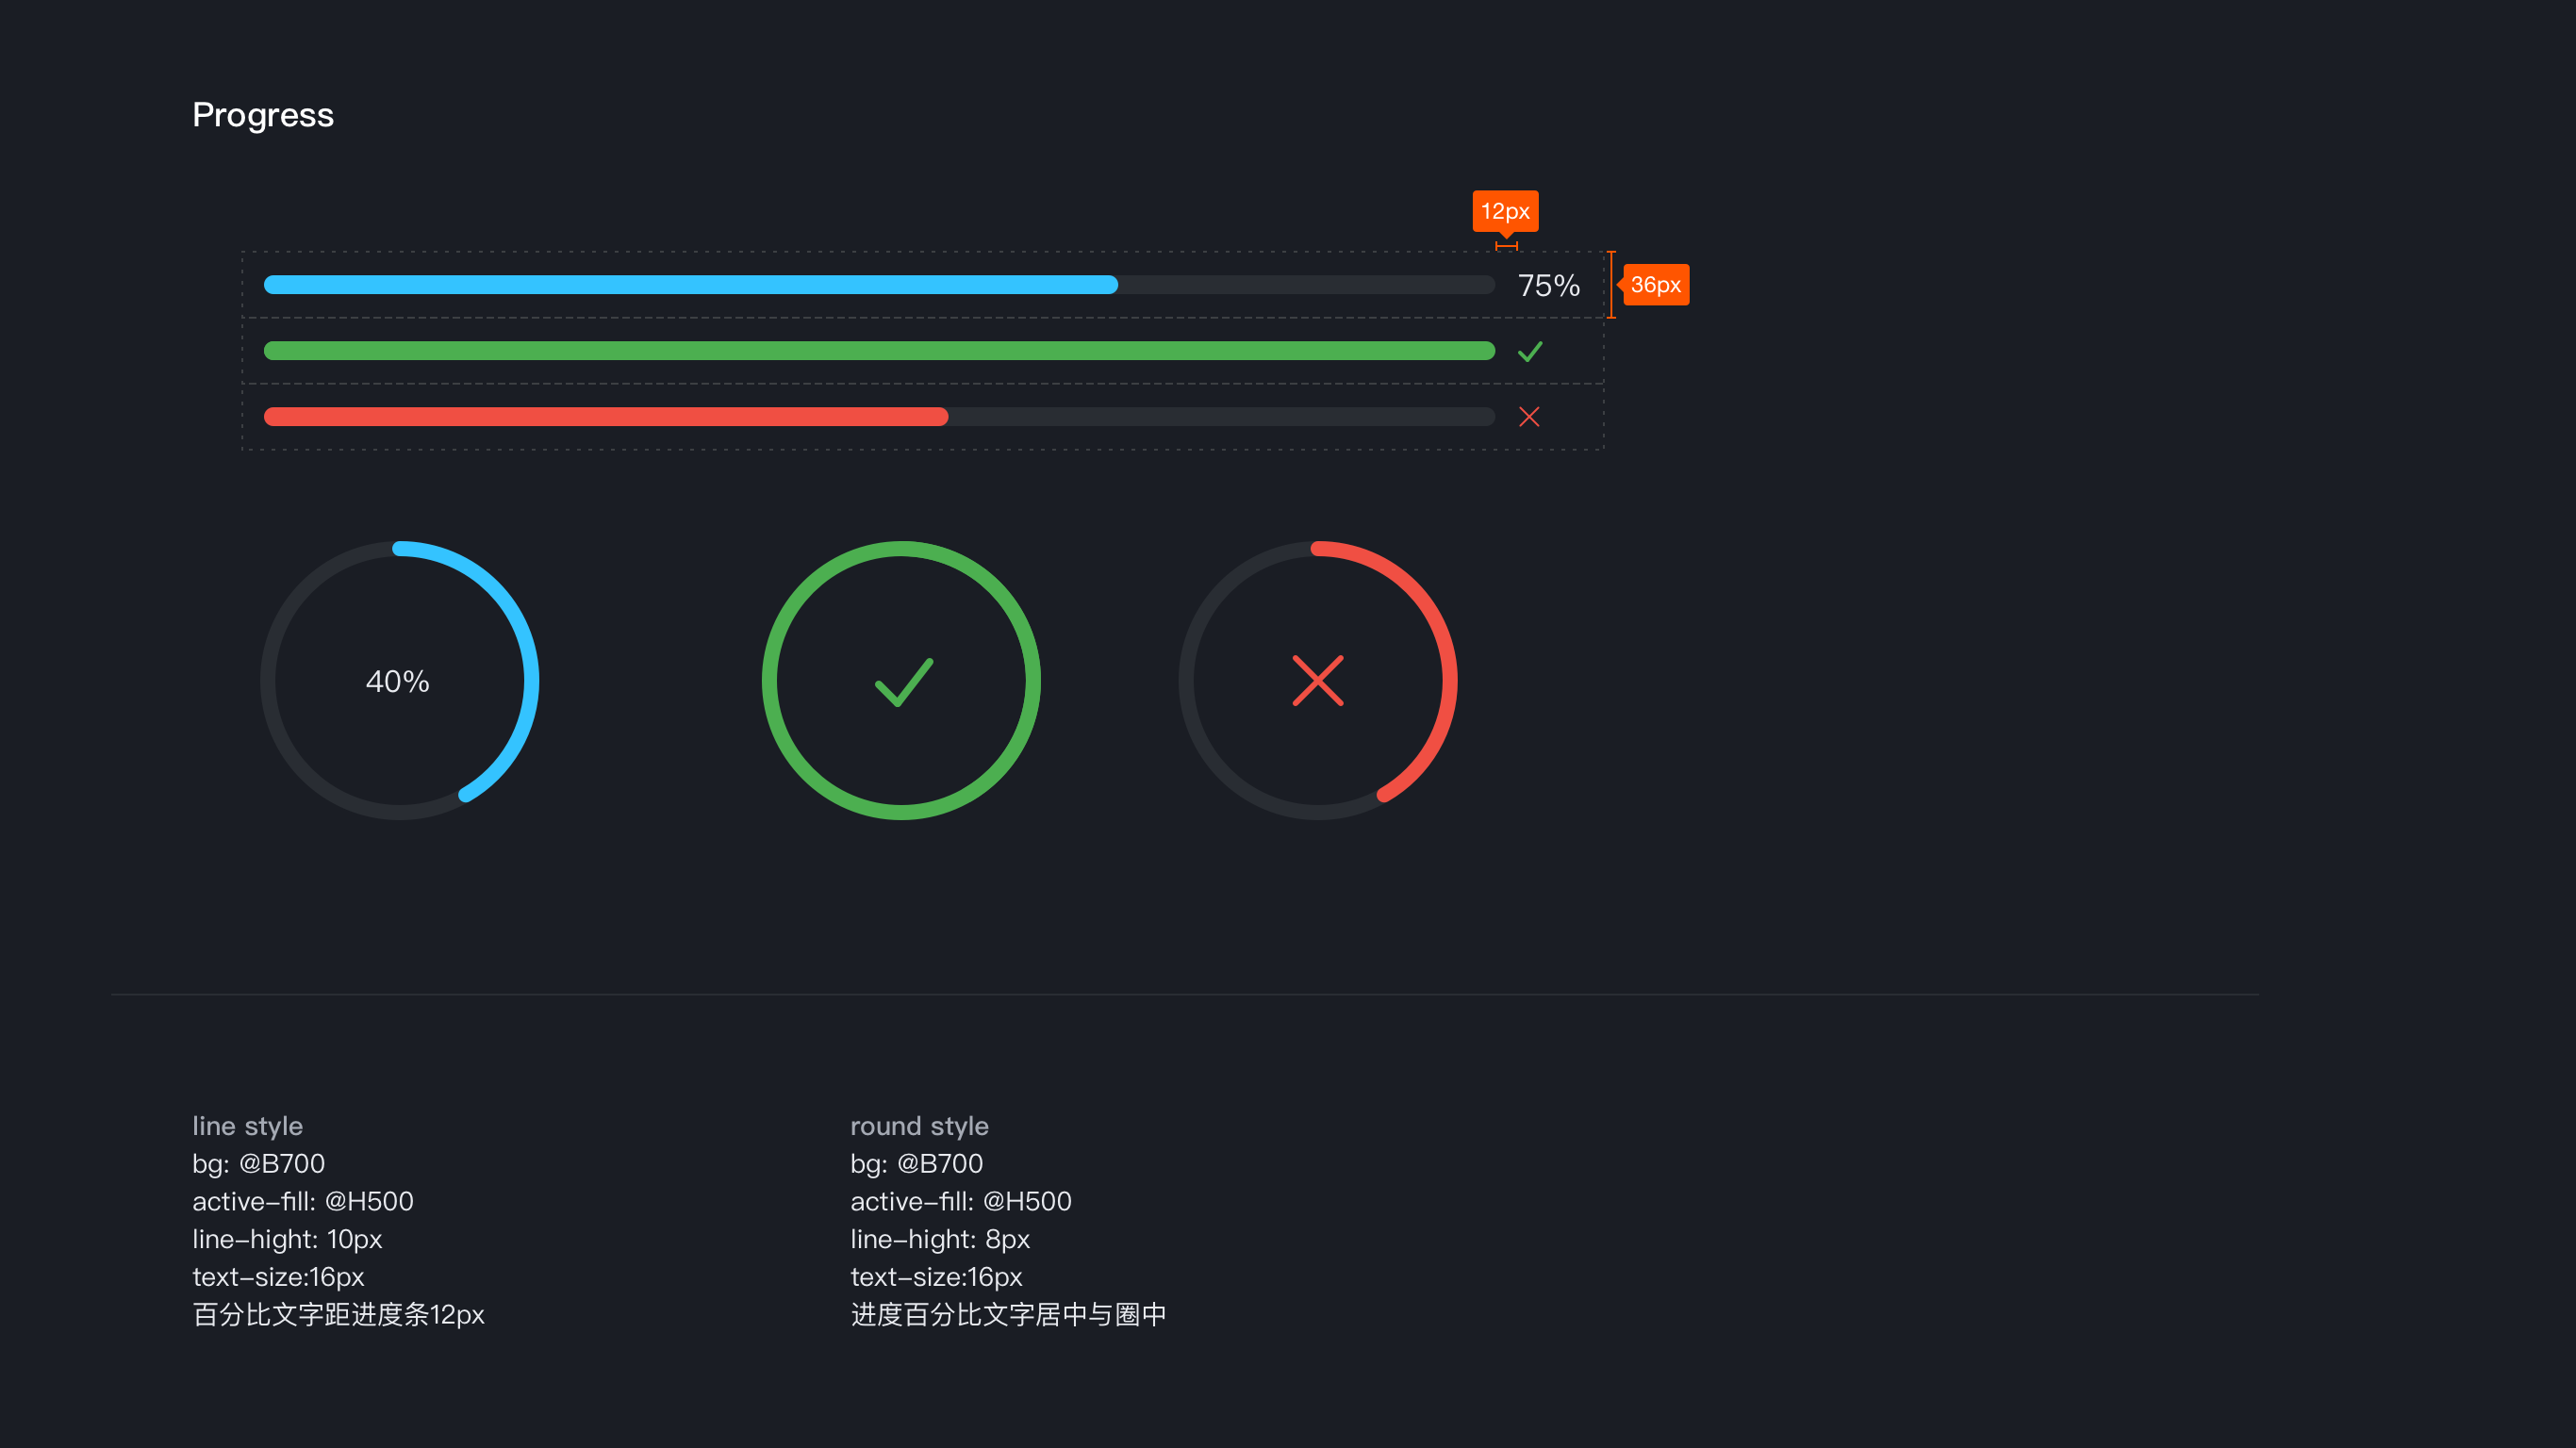 Progress
12px
75%
36px
40%
line style
bg: @B700
active-fill: @H500
line-hight: 10px
text-size:16px
百分比文字距进度条12px
round style
bg: @B700
active-fill: @H500
line-hight: 8px
text-size:16px
进度百分比文字居中与圈中